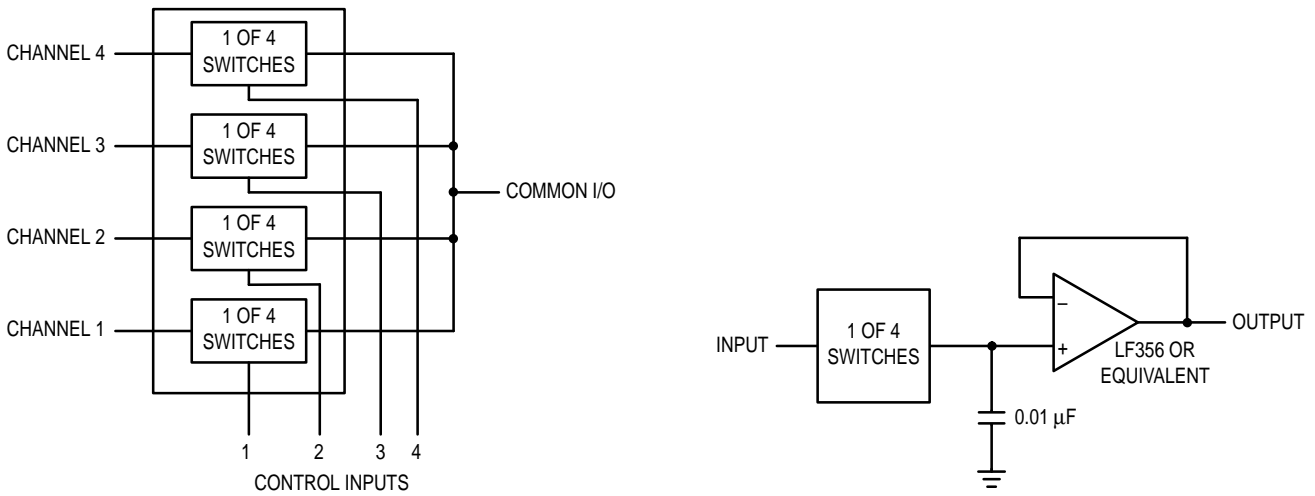 CHANNEL 4
1 OF 4
SWITCHES
CHANNEL 3
1 OF 4
SWITCHES
COMMON I/O
CHANNEL 2
1 OF 4
SWITCHES
CHANNEL 1
1 OF 4
SWITCHES
1 2 3 4
CONTROL INPUTS
INPUT
1 OF 4
SWITCHES
–
+
OUTPUT
LF356 OR
EQUIVALENT
0.01 μF